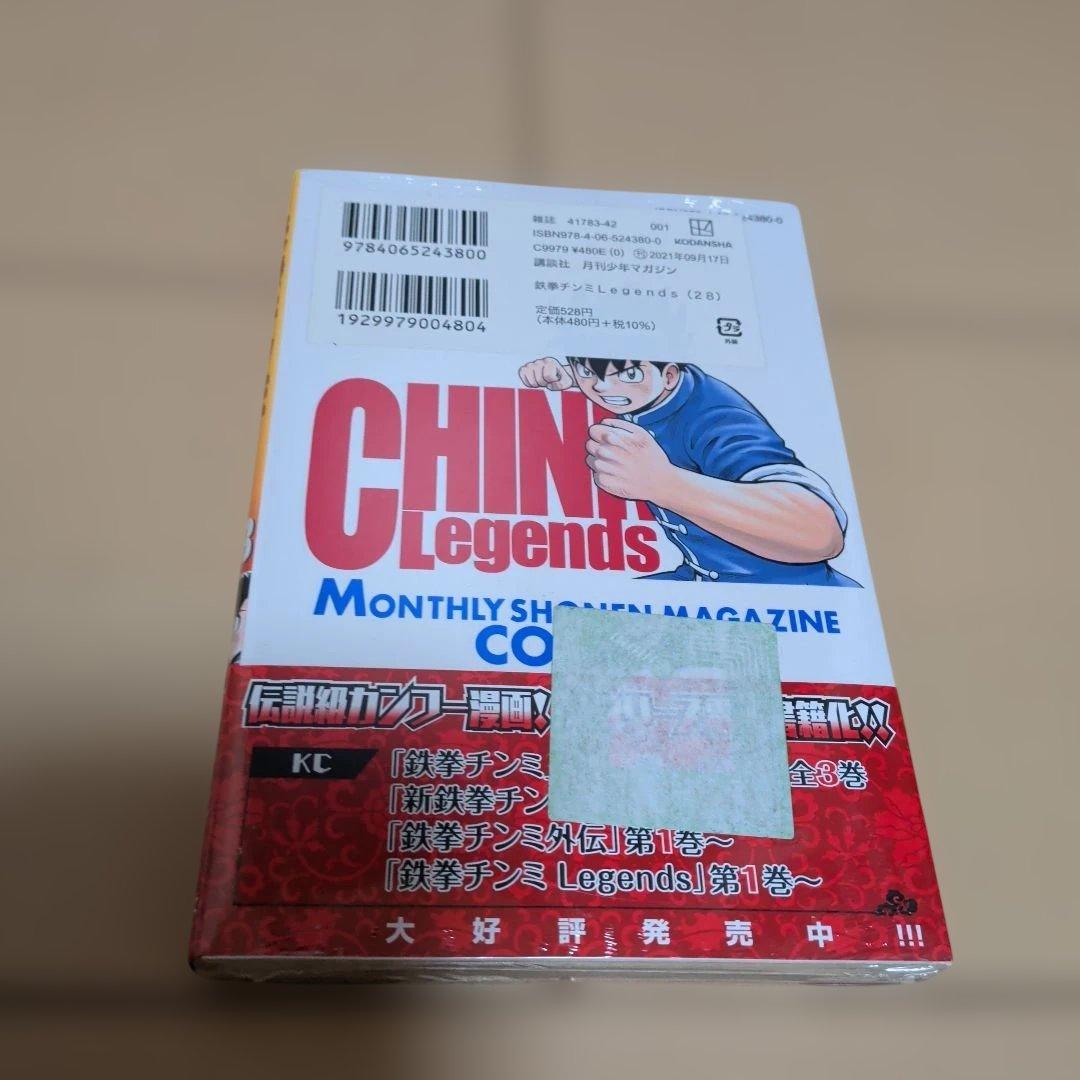 9784065243800
1929979004804
雑誌 41783-42 001
ISBN978-4-06-524380-0
KODANSHA
C9979 ¥480E (0) ㊢2021年09月17日
講談社 月刊少年マガジン
鉄拳チンミLegends(28)
定価528円
(本体480円+税10%)
外装
24380-0
CHIN
Legends
MONTHLY SHONEN MAGAZINE
CO
伝説級カンフー漫画!
書籍化!!
KC
「鉄拳チンミ
全3巻
「新鉄拳チン
「鉄拳チンミ外伝」第1巻〜
「鉄拳チンミ Legends」第1巻〜
大好評発売中!!!